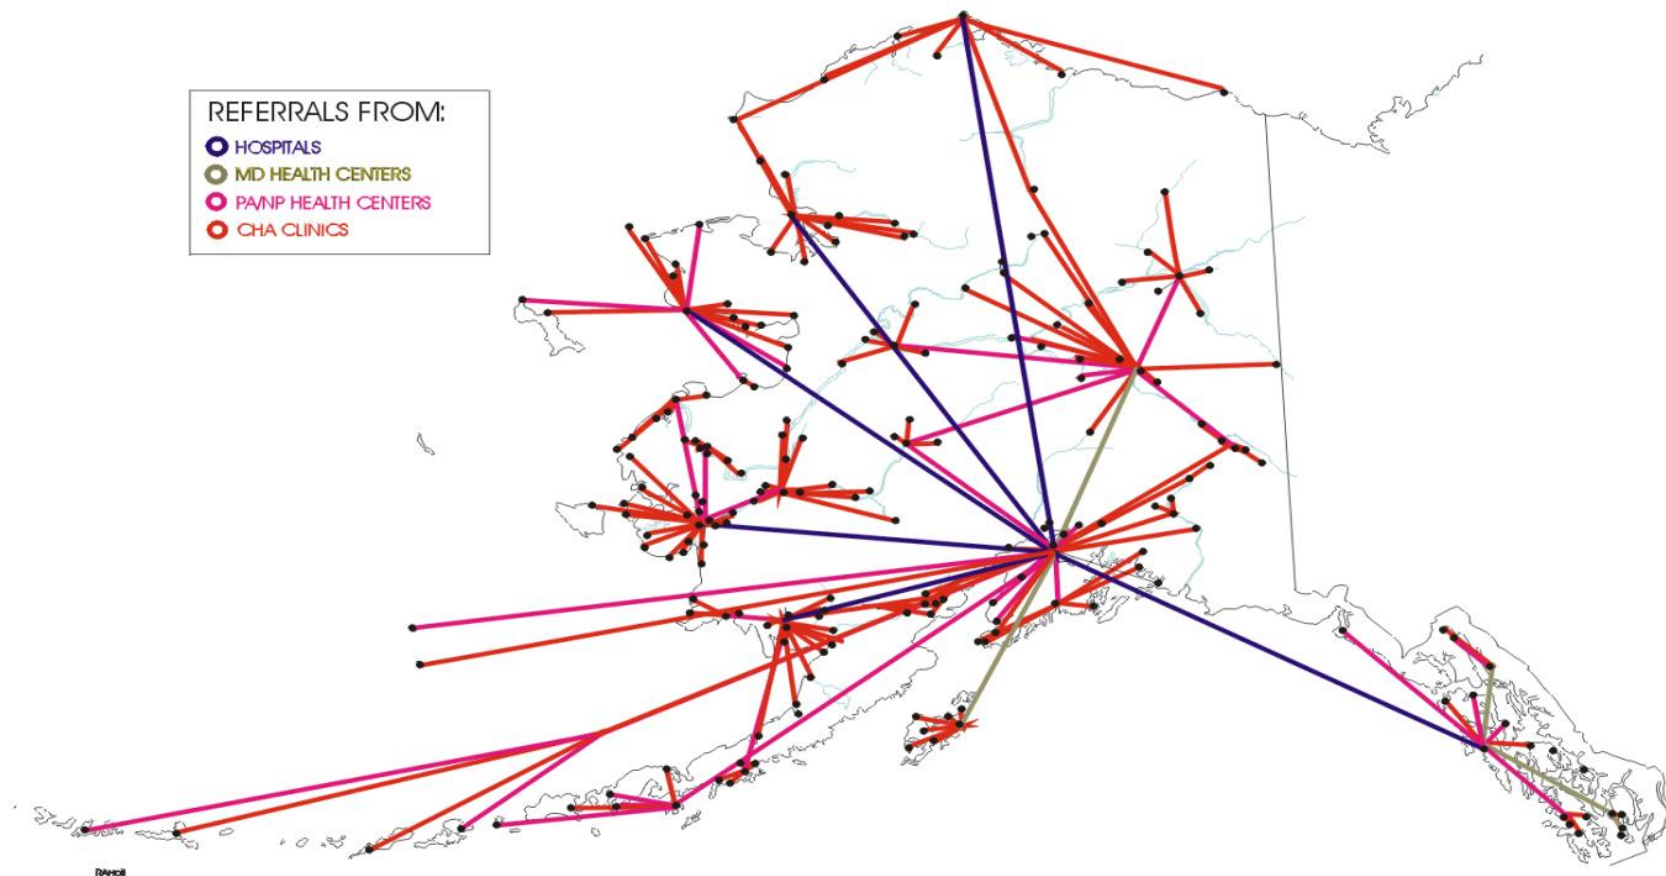 REFERRALS FROM:
HOSPITALS
MD HEALTH CENTERS
PA/NP HEALTH CENTERS
CHA CLINICS